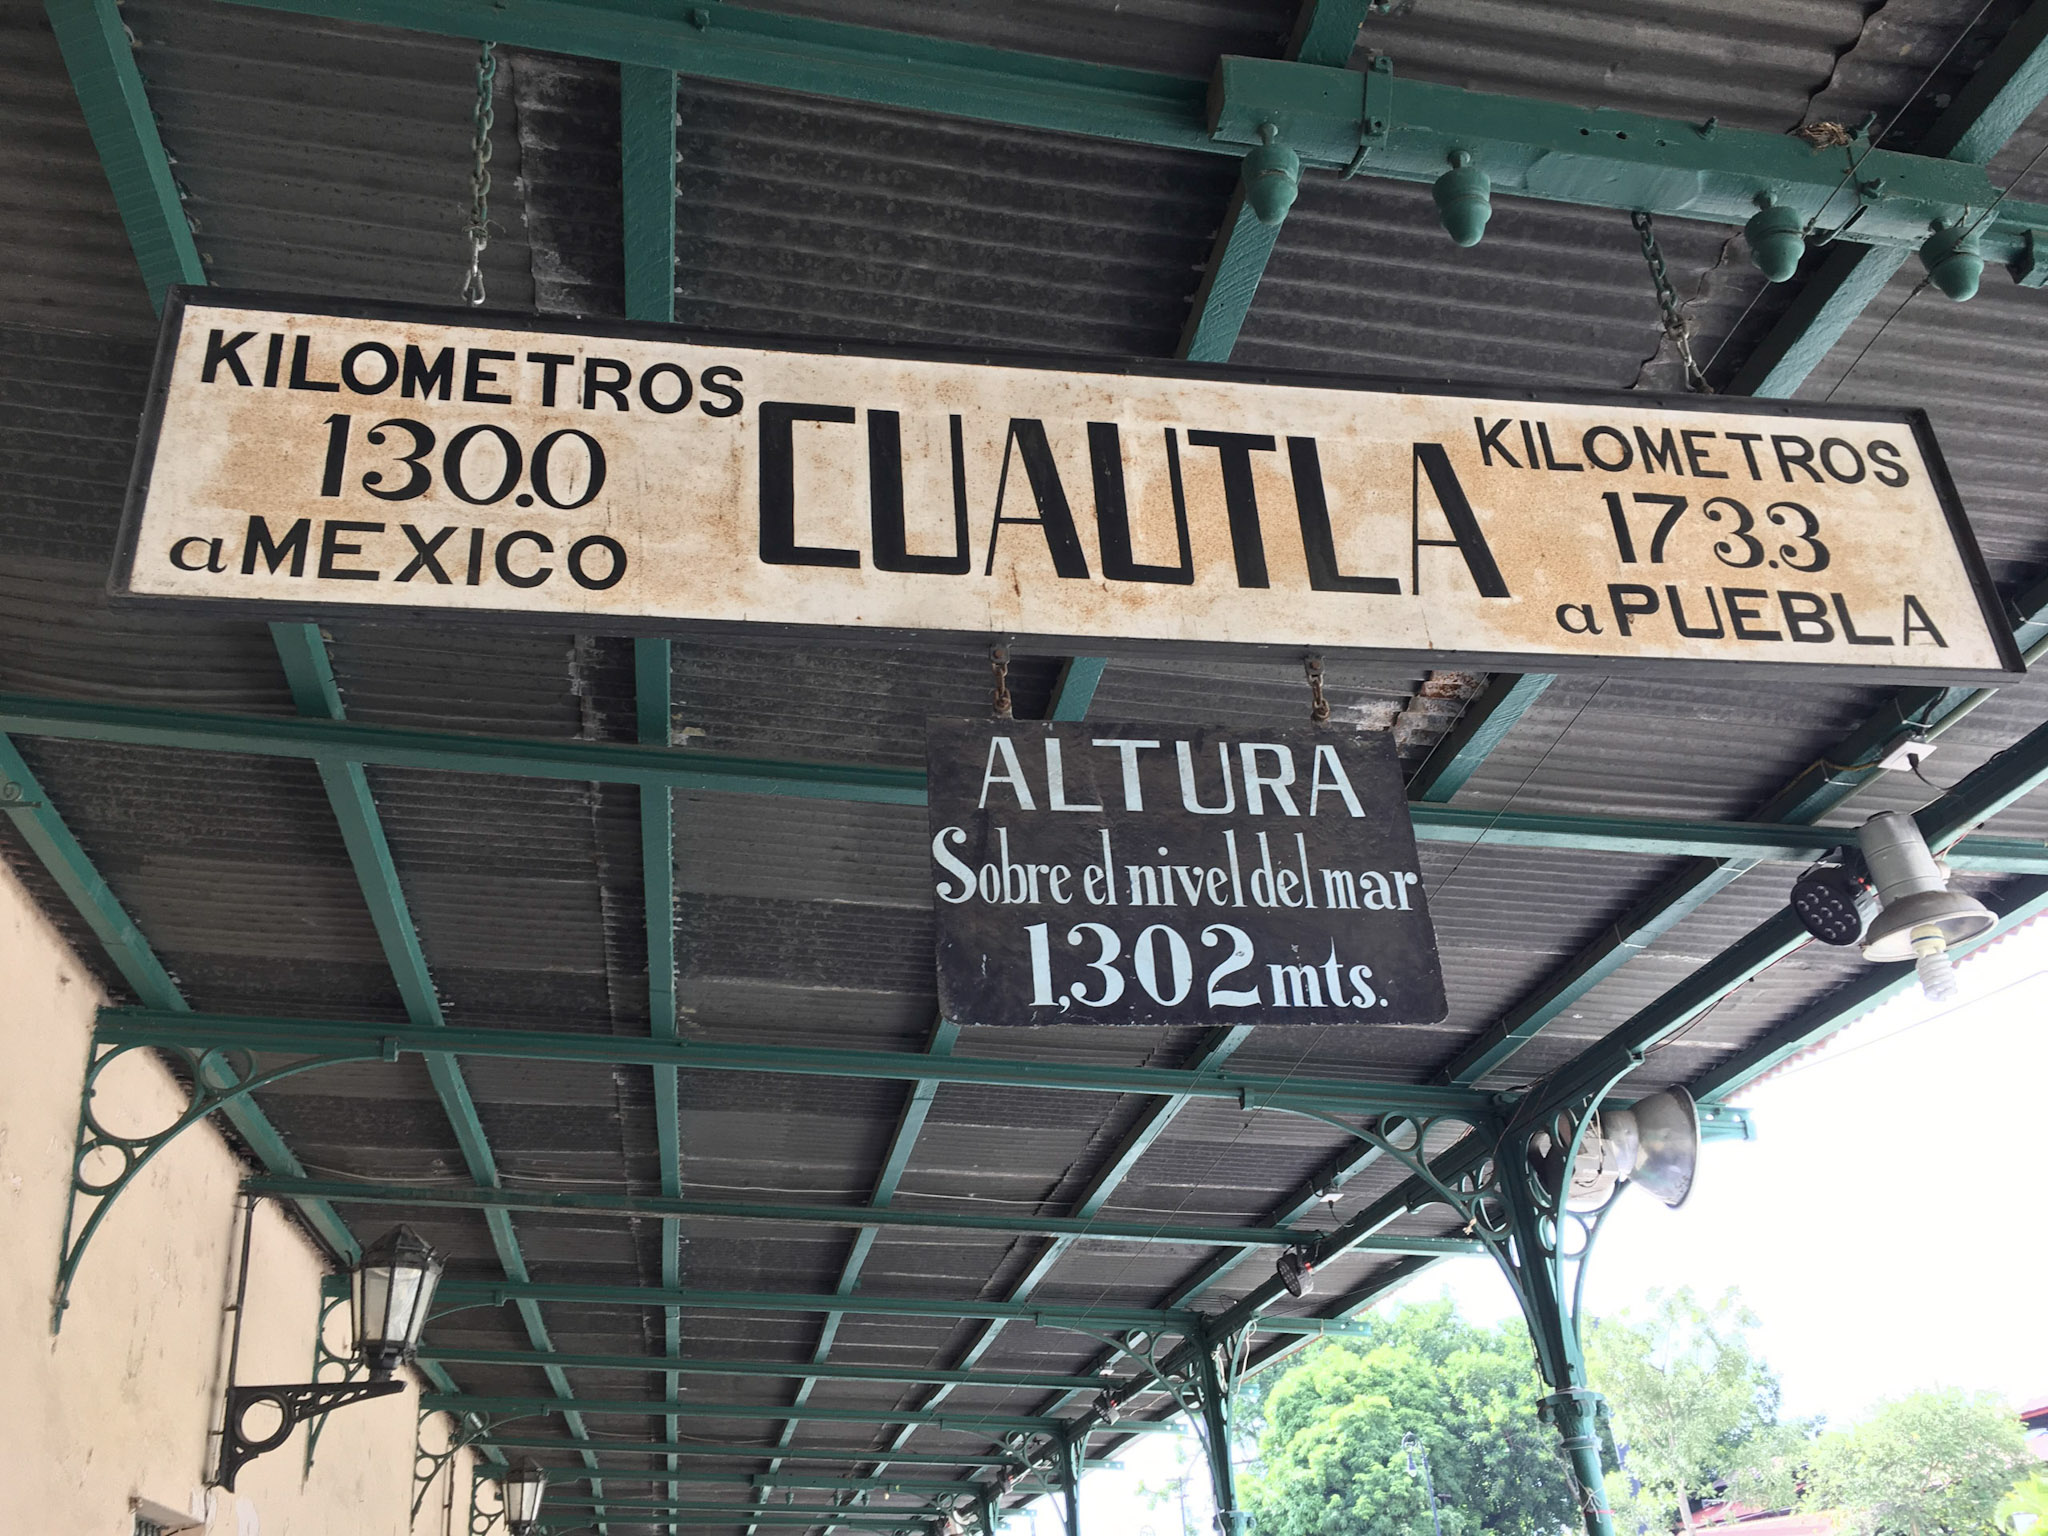 KILOMETROS
130.0
a MEXICO
CUAUTLA
KILOMETROS
173.3
a PUEBLA
ALTURA
Sobre el nivel del mar
1,302 mts.